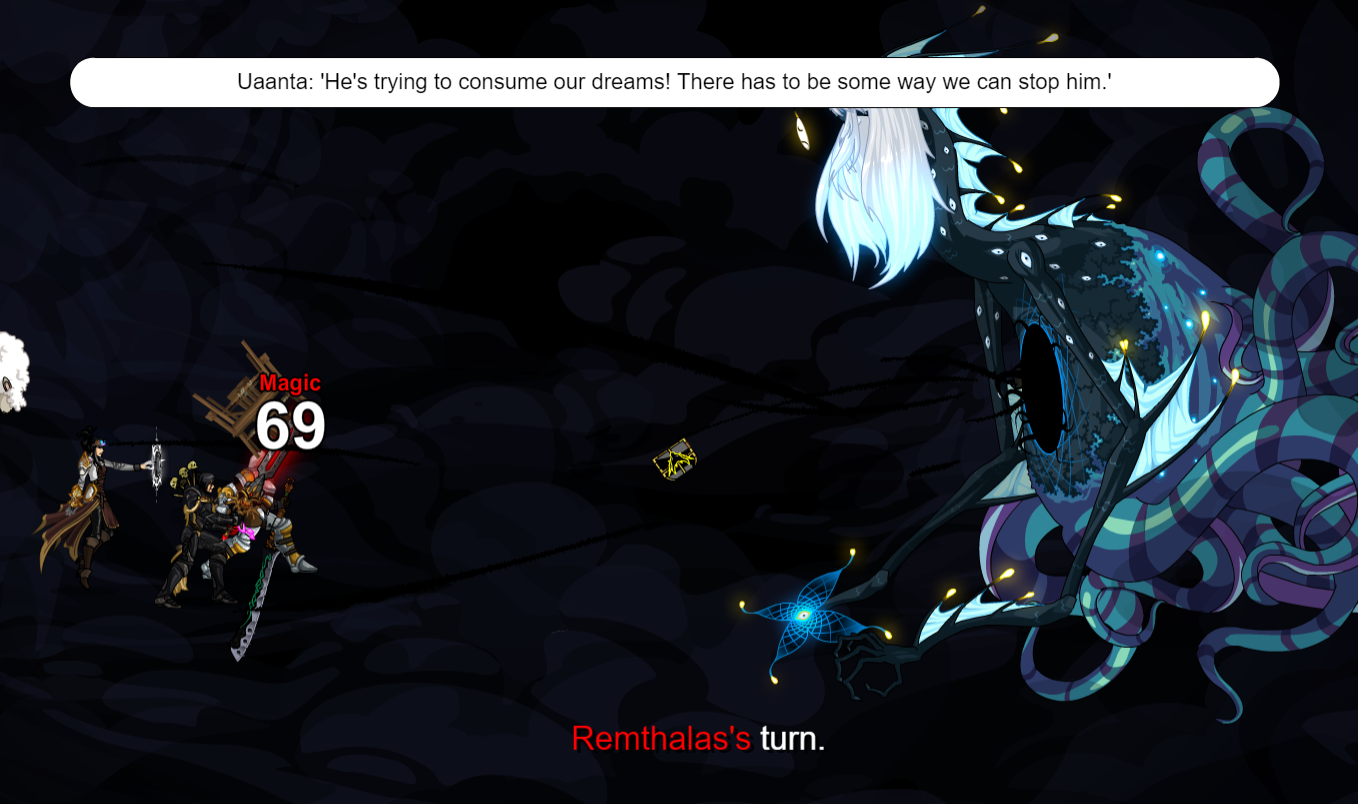 Uaanta: 'He's trying to consume our dreams! There has to be some way we can stop him.'
Magic
69
Remthalas's turn.